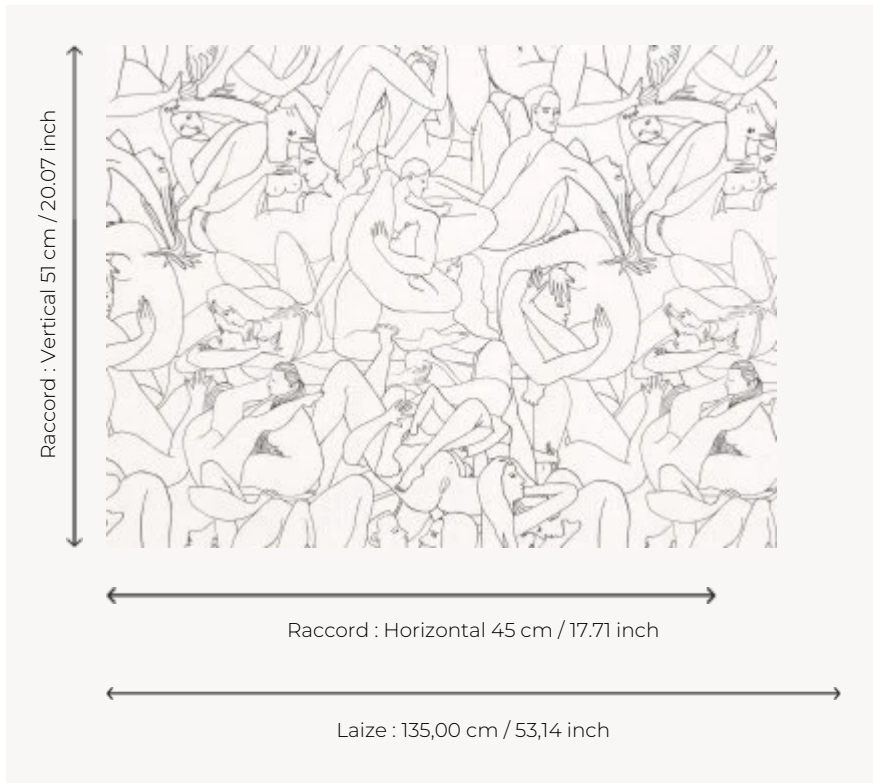 Raccord : Vertical 51 cm / 20.07 inch
Raccord : Horizontal 45 cm / 17.71 inch
Laize : 135,00 cm / 53,14 inch